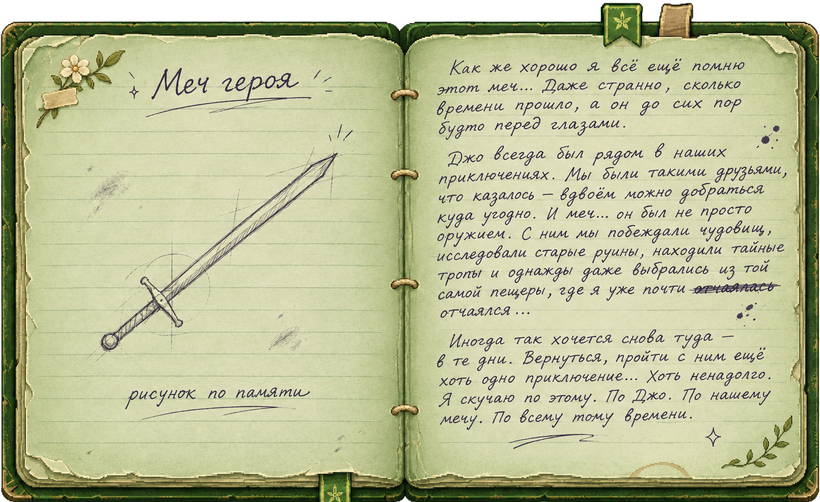 Меч героя
рисунок по памяти
Как же хорошо я всё ещё помню
этот меч... Даже странно, сколько
времени прошло, а он до сих пор
будто перед глазами.
Джо всегда был рядом в наших
приключениях. Мы были такими друзьями,
что казалось – вдвоём можно добраться
куда угодно. И меч... он был не просто
оружием. С ним мы побеждали чудовищ,
исследовали старые руины, находили тайные
тропы и однажды даже выбрались из той
самой пещеры, где я уже почти отчаялась
отчаялся...
Иногда так хочется снова туда –
в те дни. Вернуться, пройти с ним ещё
хоть одно приключение... Хоть ненадолго.
Я скучаю по этому. По Джо. По нашему
мечу. По всему тому времени.